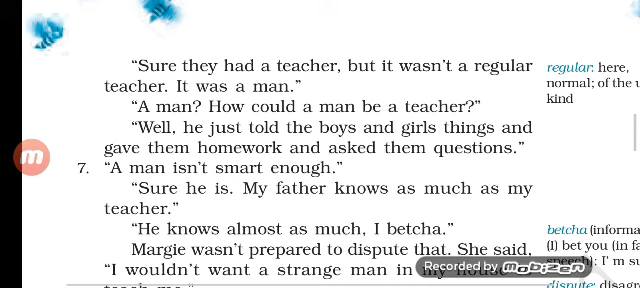 “Sure they had a teacher, but it wasn’t a regular
teacher. It was a man.”
“A man? How could a man be a teacher?”
“Well, he just told the boys and girls things and
gave them homework and asked them questions.”
7. “A man isn’t smart enough.”
“Sure he is. My father knows as much as my
teacher.”
“He knows almost as much, I betcha.”
Margie wasn’t prepared to dispute that. She said,
“I wouldn’t want a strange man in my house
regular: here,
normal; of the u
kind
betcha (informa
(I) bet you (in fa
speech): I’ m su
dispute: disagr
Recorded by mobizen